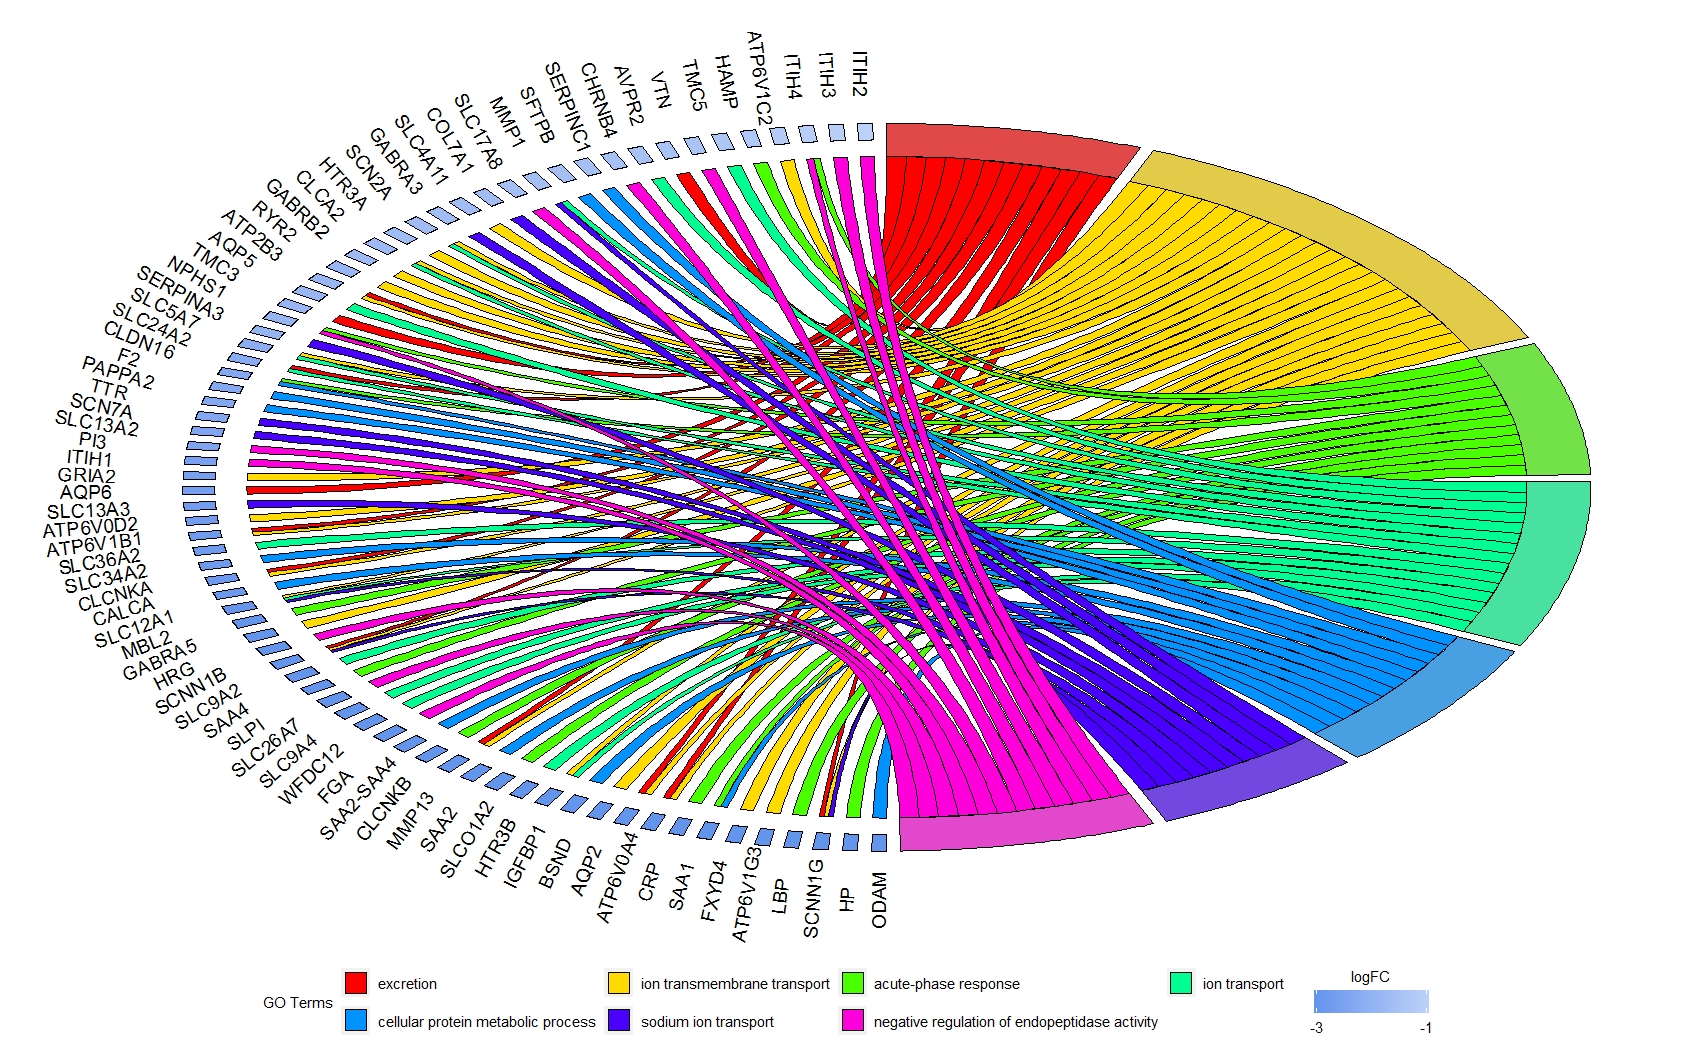 ITIH2
ITIH3
ITIH4
ATP6V1C2
HAMP
TMC5
VTN
AVPR2
CHRNB4
SERPINC1
SFTPB
MMP1
SLC17A8
COL7A1
SLC4A11
GABRA3
SCN2A
HTR3A
CLCA2
GABRB2
RYR2
ATP2B3
AQP5
TMC3
NPHS1
SERPINA3
SLC5A7
SLC24A2
CLDN16
F2
PAPPA2
TTR
SCN7A
SLC13A2
PI3
ITIH1
GRIA2
AQP6
SLC13A3
ATP6V0D2
ATP6V1B1
SLC36A2
SLC34A2
CLCNKA
CALCA
SLC12A1
MBL2
GABRA5
HRG
SCNN1B
SLC9A2
SAA4
SLPI
SLC26A7
SLC9A4
WFDC12
FGA
SAA2-SAA4
CLCNKB
MMP13
SAA2
SLCO1A2
HTR3B
IGFBP1
BSND
AQP2
ATP6V0A4
CRP
SAA1
FXYD4
ATP6V1G3
LBP
SCNN1G
HP
ODAM
GO Terms
excretion
ion transmembrane transport
acute-phase response
ion transport
cellular protein metabolic process
sodium ion transport
negative regulation of endopeptidase activity
logFC
-3
-1